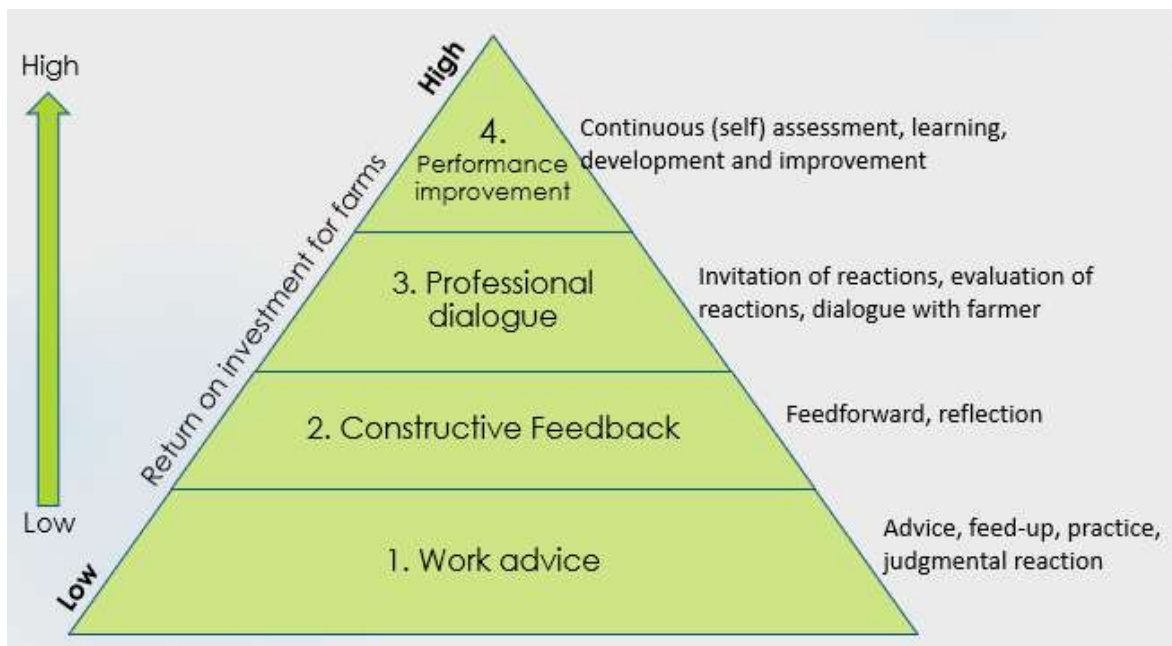 High
Low
High
Return on investment for farms
Low
4.
Performance
improvement
Continuous (self) assessment, learning,
development and improvement
3. Professional
dialogue
Invitation of reactions, evaluation of
reactions, dialogue with farmer
2. Constructive Feedback
Feedforward, reflection
1. Work advice
Advice, feed-up, practice,
judgmental reaction